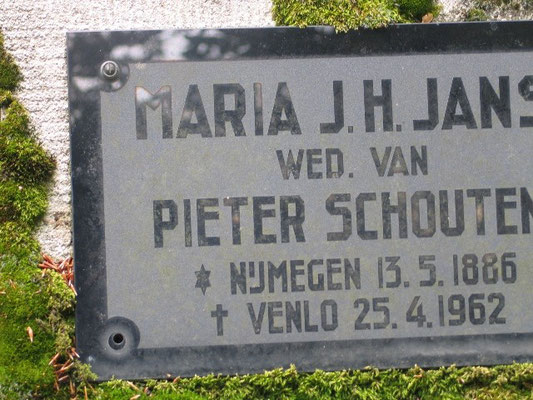 MARIA J.H. JANS
WED. VAN
PIETER SCHOUTEN
* NIJMEGEN 13.5.1886
† VENLO 25.4.1962